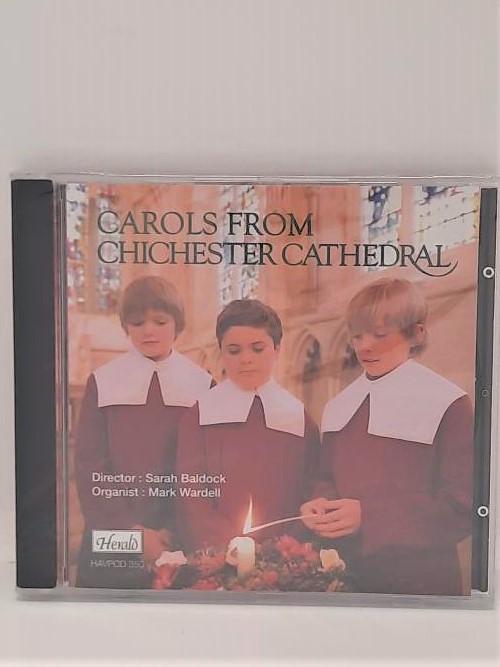 CAROLS FROM
CHICHESTER CATHEDRAL
Director : Sarah Baldock
Organist : Mark Wardell
Herald
HAVPCD 350